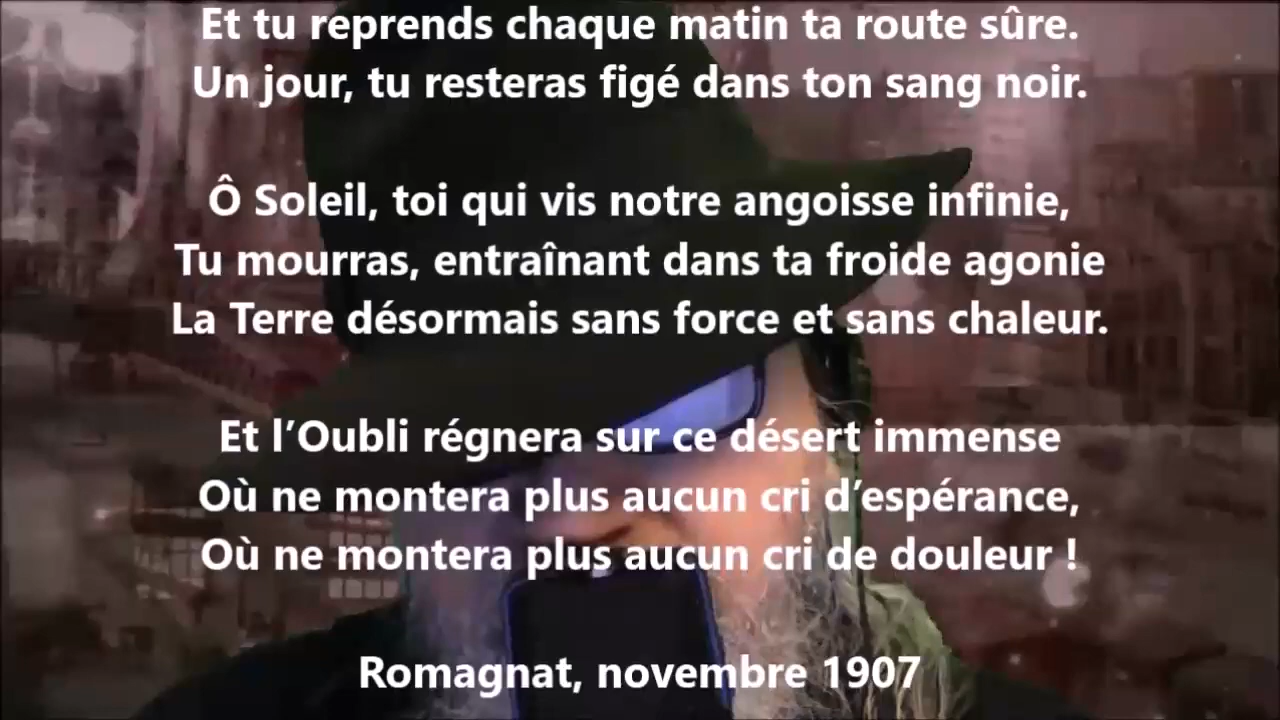 Et tu reprends chaque matin ta route sûre.
Un jour, tu resteras figé dans ton sang noir.
Ô Soleil, toi qui vis notre angoisse infinie,
Tu mourras, entraînant dans ta froide agonie
La Terre désormais sans force et sans chaleur.
Et l’Oubli régnera sur ce désert immense
Où ne montera plus aucun cri d’espérance,
Où ne montera plus aucun cri de douleur !
Romagnat, novembre 1907